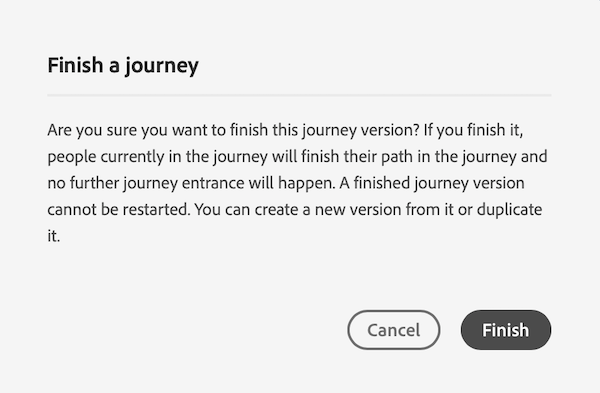 Finish a journey
Are you sure you want to finish this journey version? If you finish it,
people currently in the journey will finish their path in the journey and
no further journey entrance will happen. A finished journey version
cannot be restarted. You can create a new version from it or duplicate
it.
Cancel
Finish